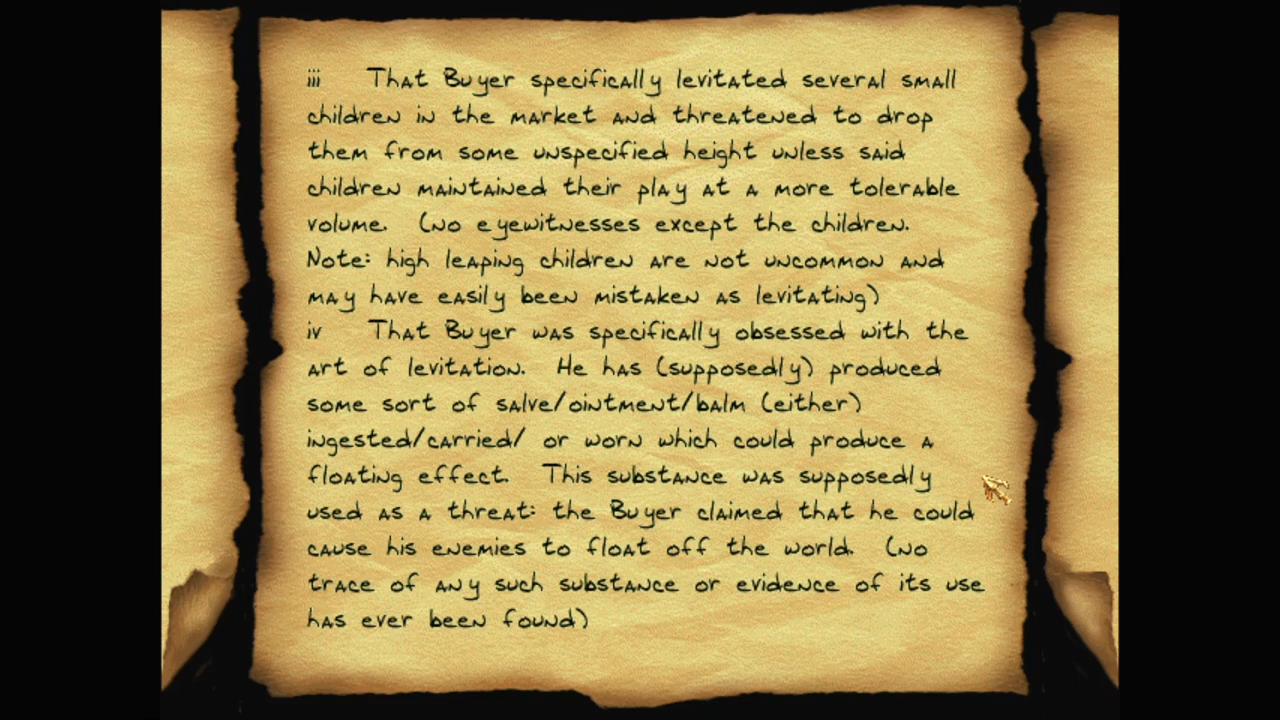 iii That Buyer specifically levitated several small
children in the market and threatened to drop
them from some unspecified height unless said
children maintained their play at a more tolerable
volume. (no eyewitnesses except the children.
Note: high leaping children are not uncommon and
may have easily been mistaken as levitating)
iv That Buyer was specifically obsessed with the
art of levitation. He has (supposedly) produced
some sort of salve/ointment/balm (either)
ingested/carried/ or worn which could produce a
floating effect. This substance was supposedly
used as a threat: the Buyer claimed that he could
cause his enemies to float off the world. (no
trace of any such substance or evidence of its use
has ever been found)